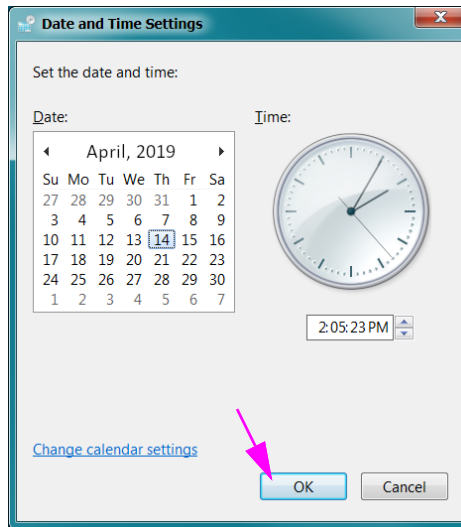 Date and Time Settings
X
Set the date and time:
Date:
Time:
April, 2019
Su Mo Tu We Th Fr Sa
27 28 29 30 31 1 2
3 4 5 6 7 8 9
10 11 12 13 14 15 16
17 18 19 20 21 22 23
24 25 26 27 28 29 30
1 2 3 4 5 6 7
2:05:23 PM
Change calendar settings
OK
Cancel